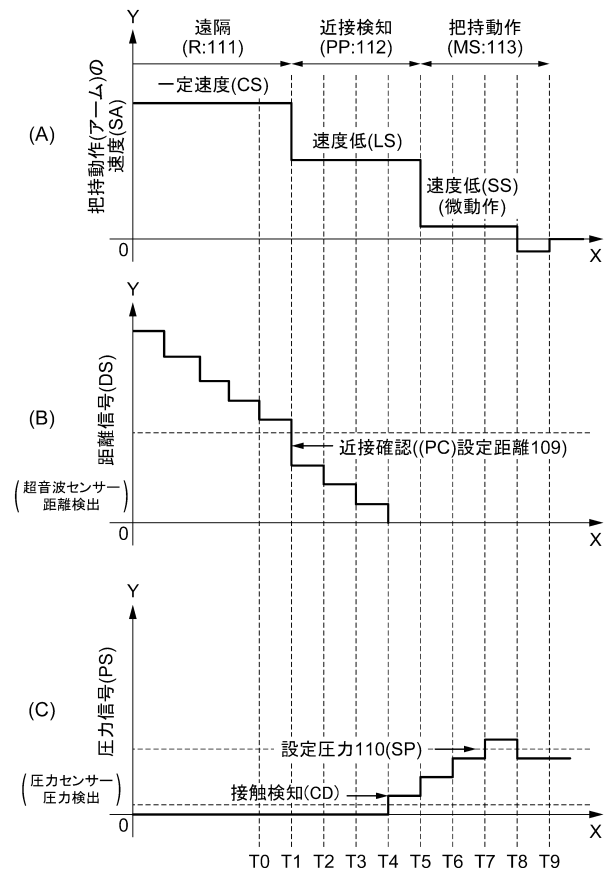 Y
遠隔
(R:111)
近接検知
(PP:112)
把持動作
(MS:113)
一定速度(CS)
(A)
把持動作(アーム)の
速度(SA)
速度低(LS)
速度低(SS)
(微動作)
0
X
Y
(B)
距離信号(DS)
近接確認((PC)設定距離109)
(超音波センサー
距離検出)
0
X
Y
(C)
圧力信号(PS)
設定圧力110(SP)
(圧力センサー
圧力検出)
接触検知(CD)
0
X
T0 T1 T2 T3 T4 T5 T6 T7 T8 T9